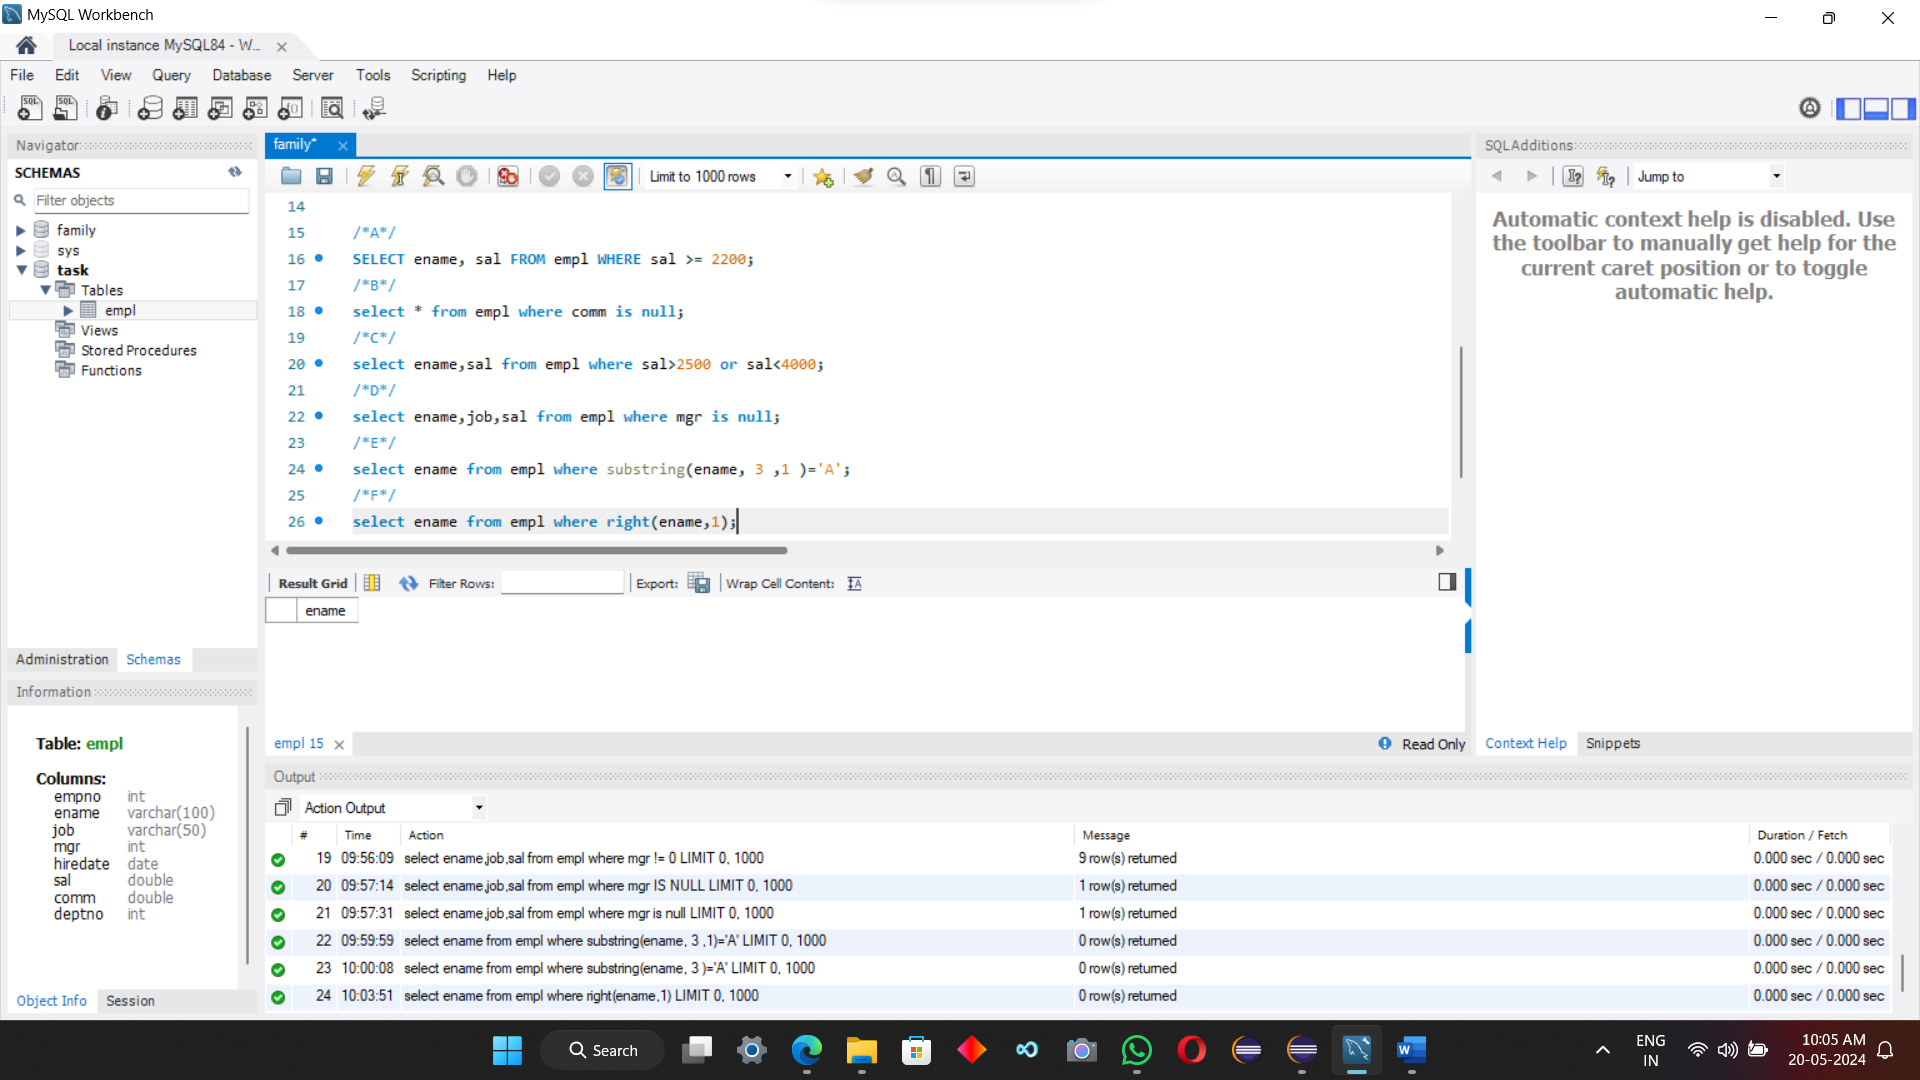 MySQL Workbench
Local instance MySQL84 - W...
File Edit View Query Database Server Tools Scripting Help
Navigator
SCHEMAS
Filter objects
family
sys
task
Tables
empl
Views
Stored Procedures
Functions
Administration Schemas
Information
Table: empl
Columns:
empno int
ename varchar(100)
job varchar(50)
mgr int
hiredate date
sal double
comm double
deptno int
Object Info Session
family*
Limit to 1000 rows
14
15 /*A*/
16 SELECT ename, sal FROM empl WHERE sal >= 2200;
17 /*B*/
18 select * from empl where comm is null;
19 /*C*/
20 select ename,sal from empl where sal>2500 or sal<4000;
21 /*D*/
22 select ename,job,sal from empl where mgr is null;
23 /*E*/
24 select ename from empl where substring(ename, 3 ,1 )='A';
25 /*F*/
26 select ename from empl where right(ename,1);
Result Grid Filter Rows: Export: Wrap Cell Content:
ename
empl 15
Read Only
SQLAdditions
Jump to
Automatic context help is disabled. Use
the toolbar to manually get help for the
current caret position or to toggle
automatic help.
Context Help Snippets
Output
Action Output
# Time Action Message Duration / Fetch
19 09:56:09 select ename,job,sal from empl where mgr != 0 LIMIT 0, 1000 9 row(s) returned 0.000 sec / 0.000 sec
20 09:57:14 select ename,job,sal from empl where mgr IS NULL LIMIT 0, 1000 1 row(s) returned 0.000 sec / 0.000 sec
21 09:57:31 select ename,job,sal from empl where mgr is null LIMIT 0, 1000 1 row(s) returned 0.000 sec / 0.000 sec
22 09:59:59 select ename from empl where substring(ename, 3 ,1)='A' LIMIT 0, 1000 0 row(s) returned 0.000 sec / 0.000 sec
23 10:00:08 select ename from empl where substring(ename, 3 )='A' LIMIT 0, 1000 0 row(s) returned 0.000 sec / 0.000 sec
24 10:03:51 select ename from empl where right(ename,1) LIMIT 0, 1000 0 row(s) returned 0.000 sec / 0.000 sec
Search
ENG
IN
10:05 AM
20-05-2024